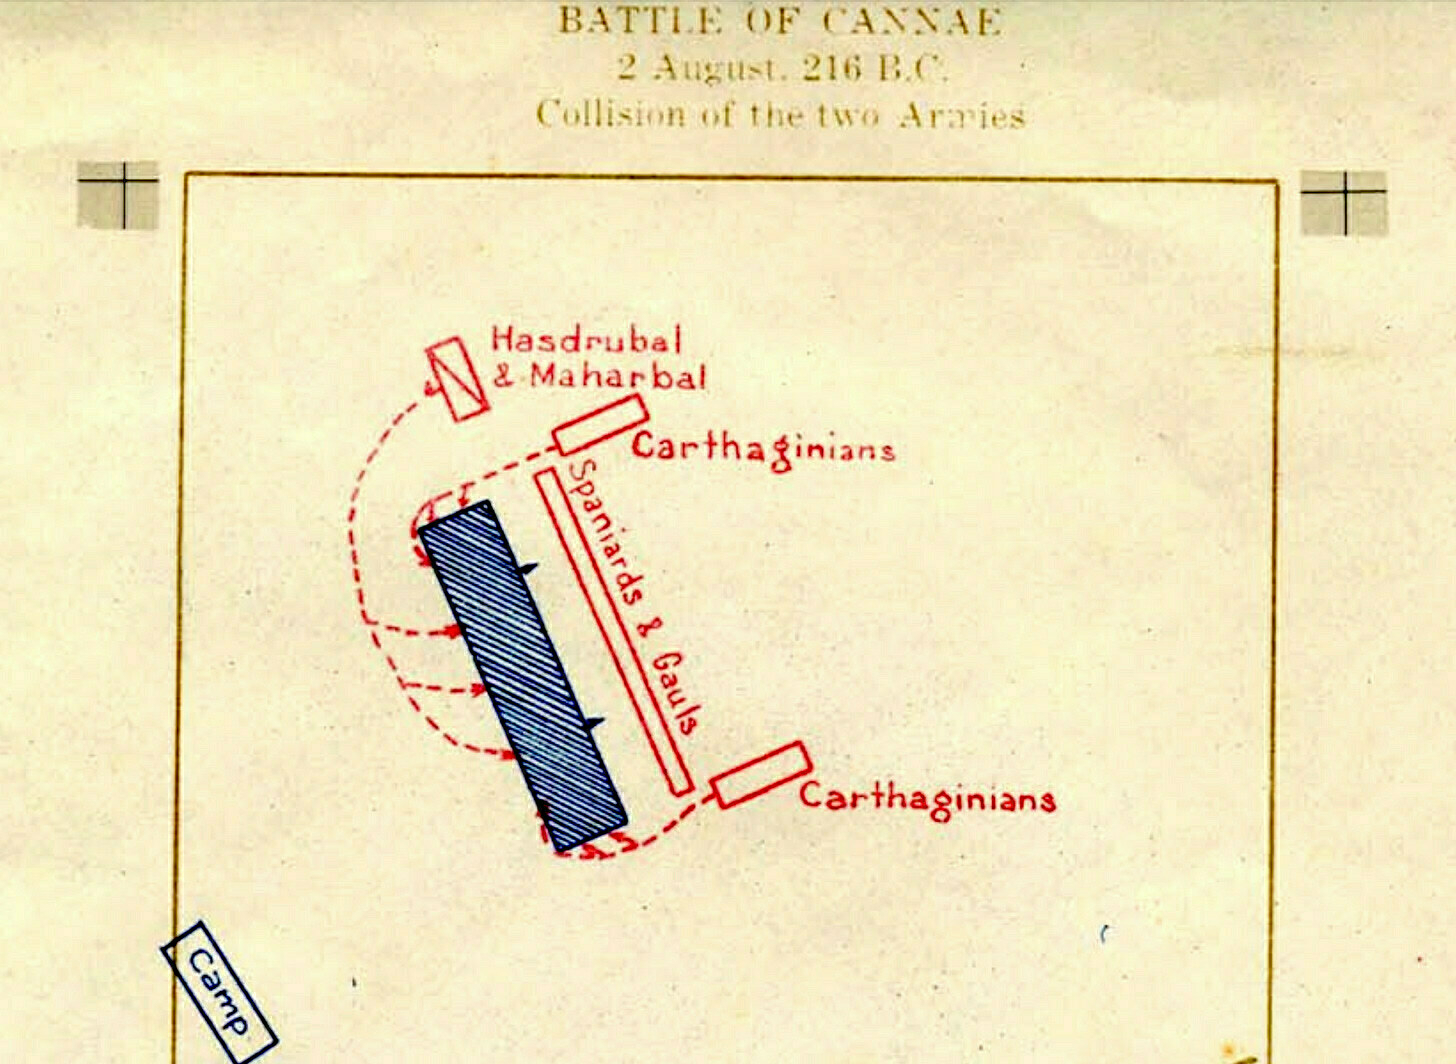 BATTLE OF CANNAE
2 August. 216 B.C.
Collision of the two Armies
Hasdrubal
& Maharbal
Carthaginians
Spaniards & Gauls
Carthaginians
Camp